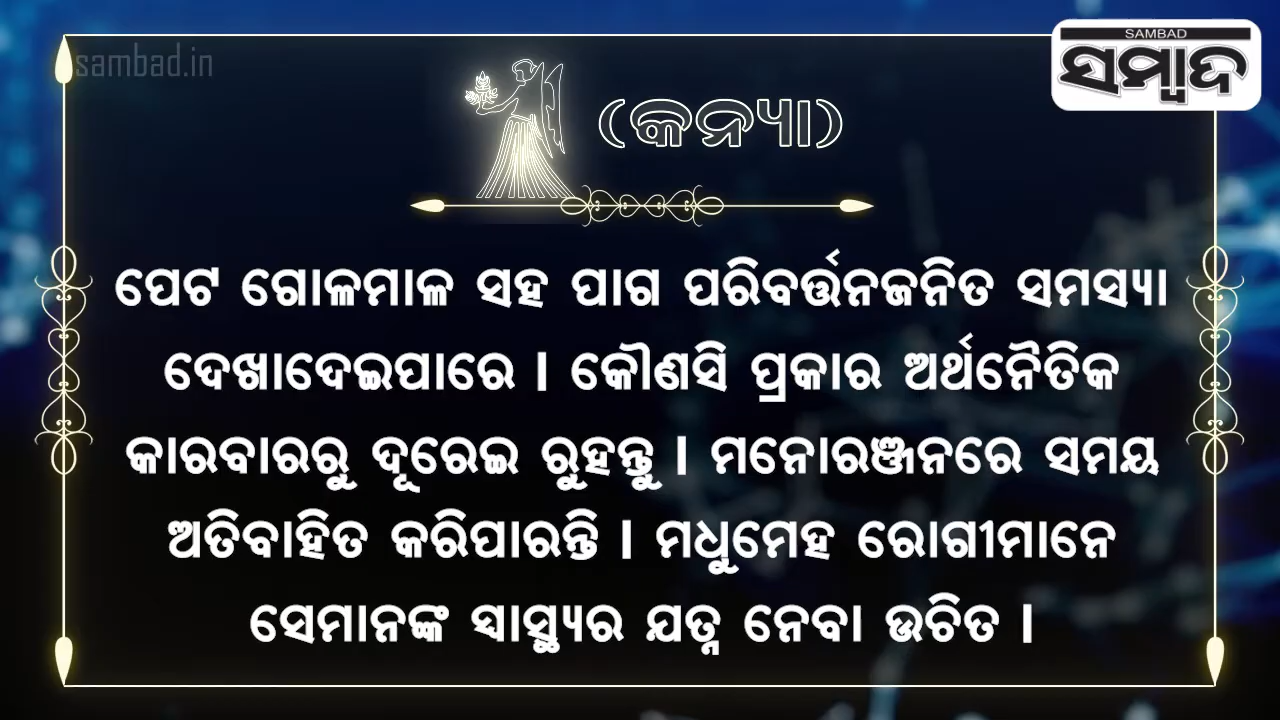 sambad.in
SAMBAD
ସମ୍ବାଦ
(କନ୍ୟା)
ପେଟ ଗୋଳମାଳ ସହ ପାଗ ପରିବର୍ତ୍ତନଜନିତ ସମସ୍ୟା
ଦେଖାଦେଇପାରେ । କୌଣସି ପ୍ରକାର ଅର୍ଥନୈତିକ
କାରବାରରୁ ଦୂରେଇ ରୁହନ୍ତୁ । ମନୋରଞ୍ଜନରେ ସମୟ
ଅତିବାହିତ କରିପାରନ୍ତି । ମଧୁମେହ ରୋଗୀମାନେ
ସେମାନଙ୍କ ସ୍ୱାସ୍ଥ୍ୟର ଯତ୍ନ ନେବା ଉଚିତ ।